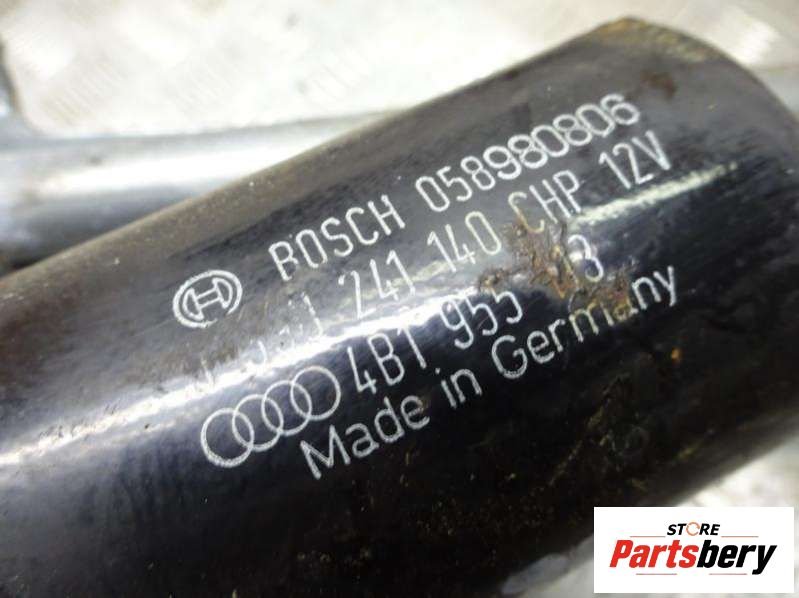 BOSCH 058980806
241 140 CHP 12V
4B1 955
Made in Germany
STORE
Partsbery